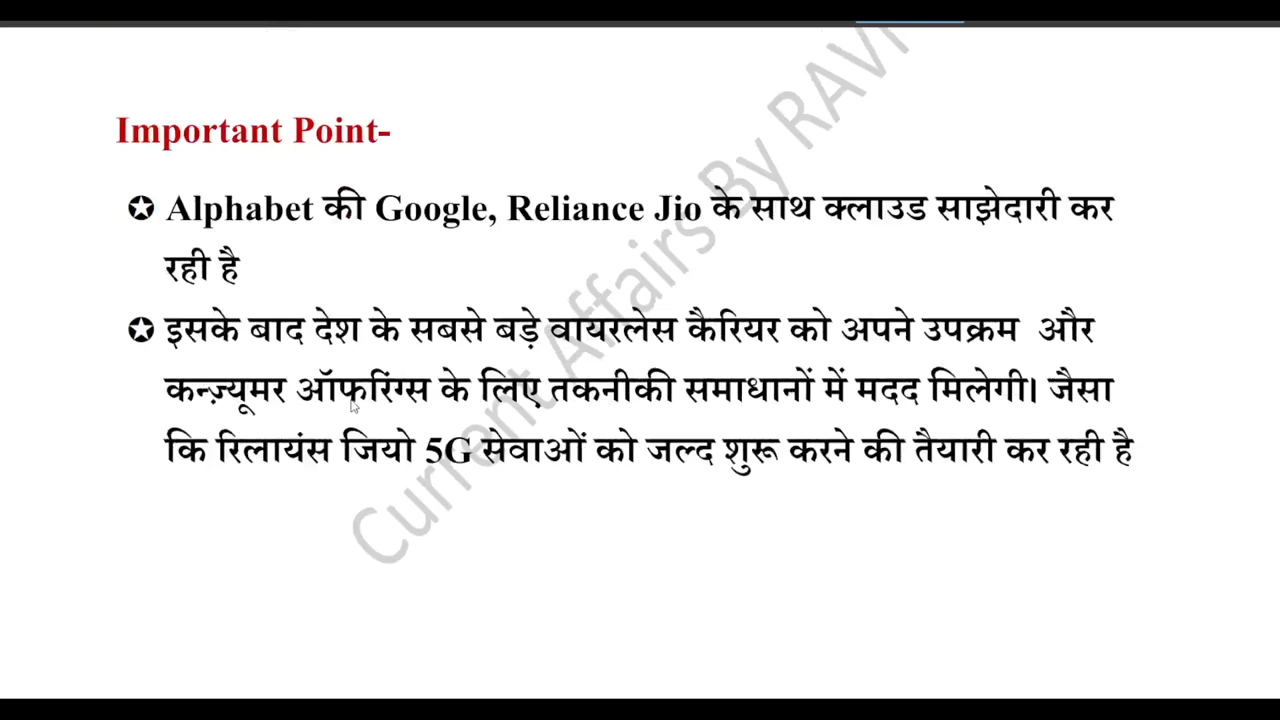 Important Point-
✪ Alphabet की Google, Reliance Jio के साथ क्लाउड साझेदारी कर
रही है
✪ इसके बाद देश के सबसे बड़े वायरलेस कैरियर को अपने उपक्रम और
कन्ज़्यूमर ऑफरिंग्स के लिए तकनीकी समाधानों में मदद मिलेगी। जैसा
कि रिलायंस जियो 5G सेवाओं को जल्द शुरू करने की तैयारी कर रही है
Current Affairs By RAVI